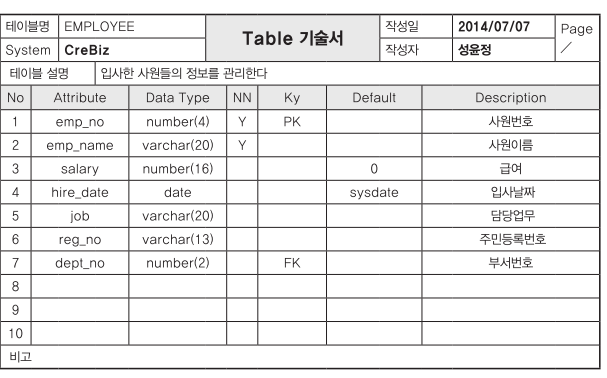 테이블명 EMPLOYEE Table 기술서 작성일 2014/07/07 Page
System CreBiz 작성자 성윤정 /
테이블 설명 입사한 사원들의 정보를 관리한다
No Attribute Data Type NN Ky Default Description
1 emp_no number(4) Y PK 사원번호
2 emp_name varchar(20) Y 사원이름
3 salary number(16) 0 급여
4 hire_date date sysdate 입사날짜
5 job varchar(20) 담당업무
6 reg_no varchar(13) 주민등록번호
7 dept_no number(2) FK 부서번호
8
9
10
비고